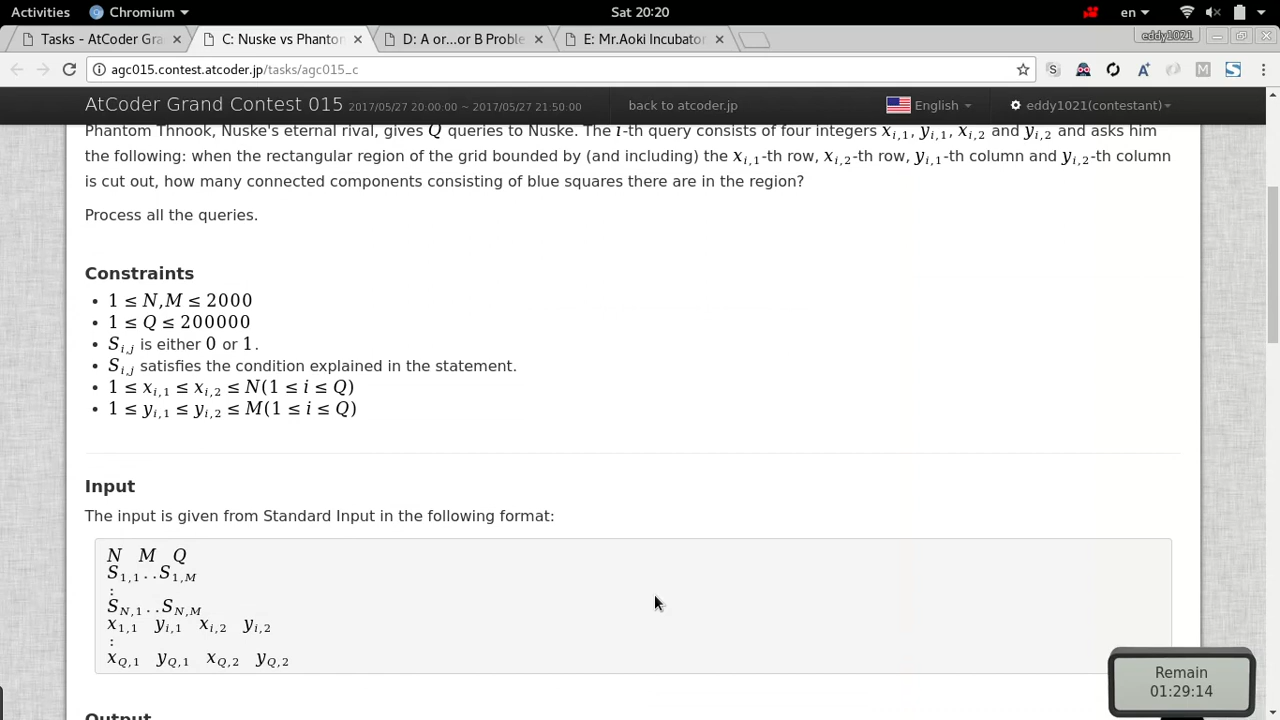 Activities Chromium Sat 20:20 en
Tasks - AtCoder Gra C: Nuske vs Phanton D: A or...or B Proble E: Mr.Aoki Incubator eddy1021
agc015.contest.atcoder.jp/tasks/agc015_c
AtCoder Grand Contest 015 2017/05/27 20:00:00 ~ 2017/05/27 21:50:00 back to atcoder.jp English eddy1021(contestant)
Phantom Thnook, Nuske's eternal rival, gives Q queries to Nuske. The i-th query consists of four integers x_{i,1}, y_{i,1}, x_{i,2} and y_{i,2} and asks him
the following: when the rectangular region of the grid bounded by (and including) the x_{i,1}-th row, x_{i,2}-th row, y_{i,1}-th column and y_{i,2}-th column
is cut out, how many connected components consisting of blue squares there are in the region?
Process all the queries.
Constraints
• 1 ≤ N,M ≤ 2000
• 1 ≤ Q ≤ 200000
• S_{i,j} is either 0 or 1.
• S_{i,j} satisfies the condition explained in the statement.
• 1 ≤ x_{i,1} ≤ x_{i,2} ≤ N(1 ≤ i ≤ Q)
• 1 ≤ y_{i,1} ≤ y_{i,2} ≤ M(1 ≤ i ≤ Q)
Input
The input is given from Standard Input in the following format:
N M Q
S_{1,1}..S_{1,M}
:
S_{N,1}..S_{N,M}
x_{1,1} y_{i,1} x_{i,2} y_{i,2}
:
x_{Q,1} y_{Q,1} x_{Q,2} y_{Q,2}
Remain
01:29:14
Output